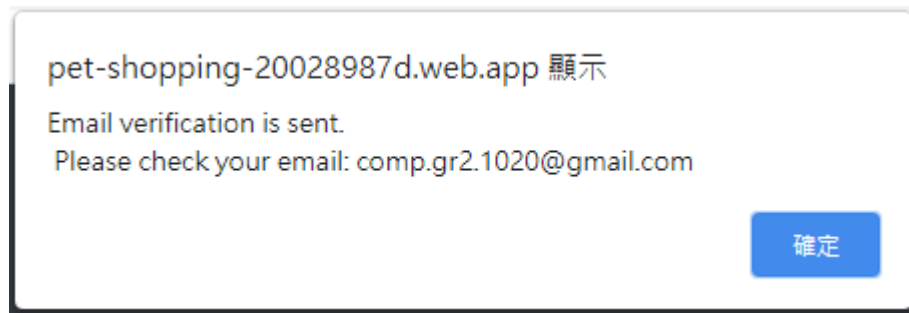 pet-shopping-20028987d.web.app 顯示
Email verification is sent.
Please check your email: comp.gr2.1020@gmail.com
確定